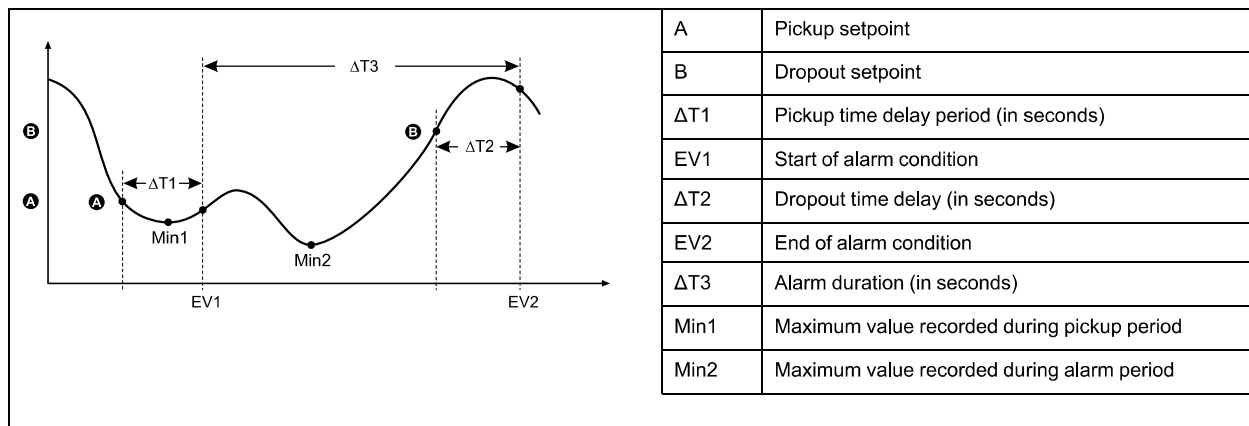 ΔT3
B
B
ΔT2
ΔT1
A
A
Min1
Min2
EV1
EV2
A Pickup setpoint
B Dropout setpoint
ΔT1 Pickup time delay period (in seconds)
EV1 Start of alarm condition
ΔT2 Dropout time delay (in seconds)
EV2 End of alarm condition
ΔT3 Alarm duration (in seconds)
Min1 Maximum value recorded during pickup period
Min2 Maximum value recorded during alarm period